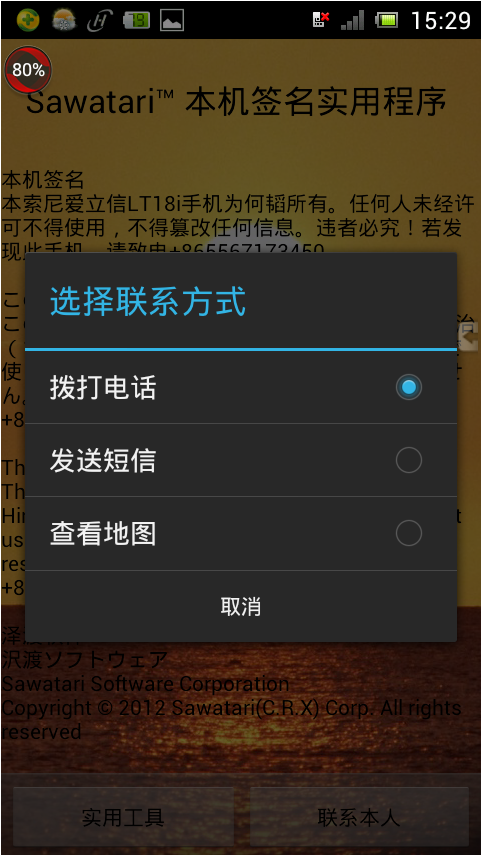 15:29
80%
Sawatari™ 本机签名实用程序
本机签名
本索尼爱立信LT18i手机为何韬所有。任何人未经许
可不得使用，不得篡改任何信息。违者必究！若发
现此手机，请致电+865567173450
选择联系方式
拨打电话
发送短信
查看地图
取消
治
使
ん。
+8
Th
Th
Hi
t
us
res
+8
沢渡ソフトウェア
Sawatari Software Corporation
Copyright © 2012 Sawatari(C.R.X) Corp. All rights
reserved
实用工具
联系本人